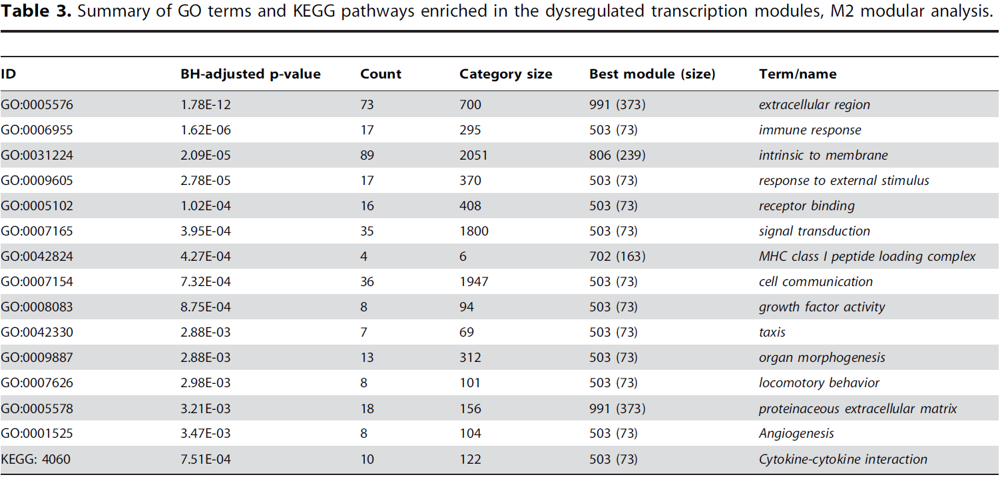 Table 3. Summary of GO terms and KEGG pathways enriched in the dysregulated transcription modules, M2 modular analysis.
ID BH-adjusted p-value Count Category size Best module (size) Term/name
GO:0005576 1.78E-12 73 700 991 (373) extracellular region
GO:0006955 1.62E-06 17 295 503 (73) immune response
GO:0031224 2.09E-05 89 2051 806 (239) intrinsic to membrane
GO:0009605 2.78E-05 17 370 503 (73) response to external stimulus
GO:0005102 1.02E-04 16 408 503 (73) receptor binding
GO:0007165 3.95E-04 35 1800 503 (73) signal transduction
GO:0042824 4.27E-04 4 6 702 (163) MHC class I peptide loading complex
GO:0007154 7.32E-04 36 1947 503 (73) cell communication
GO:0008083 8.75E-04 8 94 503 (73) growth factor activity
GO:0042330 2.88E-03 7 69 503 (73) taxis
GO:0009887 2.88E-03 13 312 503 (73) organ morphogenesis
GO:0007626 2.98E-03 8 101 503 (73) locomotory behavior
GO:0005578 3.21E-03 18 156 991 (373) proteinaceous extracellular matrix
GO:0001525 3.47E-03 8 104 503 (73) Angiogenesis
KEGG: 4060 7.51E-04 10 122 503 (73) Cytokine-cytokine interaction